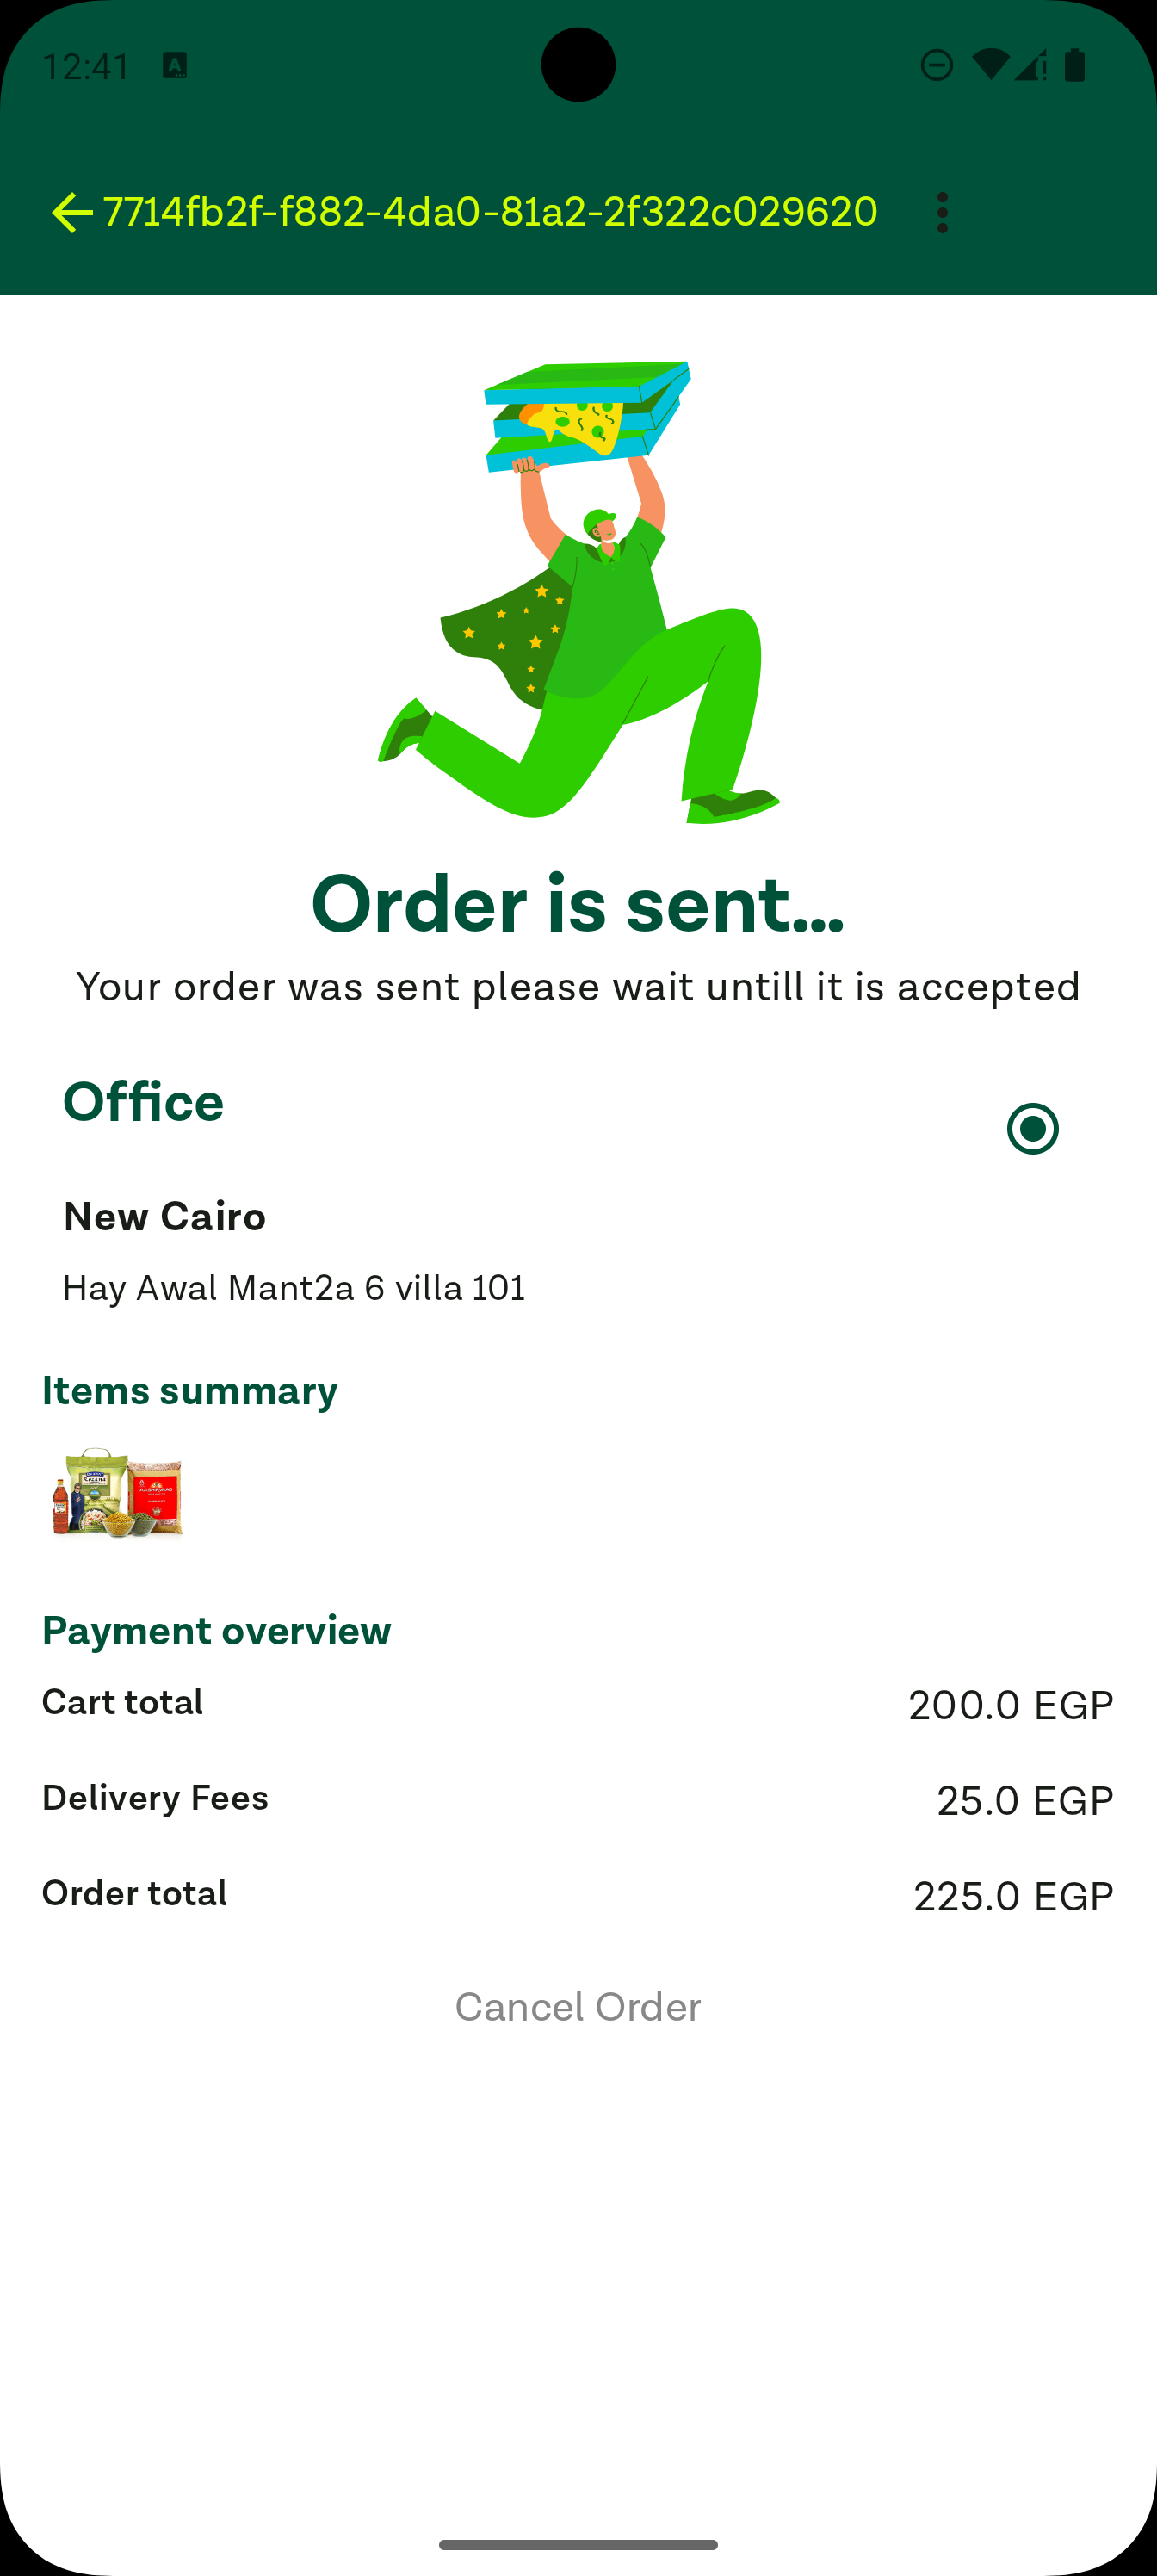 12:41
7714fb2f-f882-4da0-81a2-2f322c029620
Order is sent...
Your order was sent please wait untill it is accepted
Office
New Cairo
Hay Awal Mant2a 6 villa 101
Items summary
Payment overview
Cart total
200.0 EGP
Delivery Fees
25.0 EGP
Order total
225.0 EGP
Cancel Order